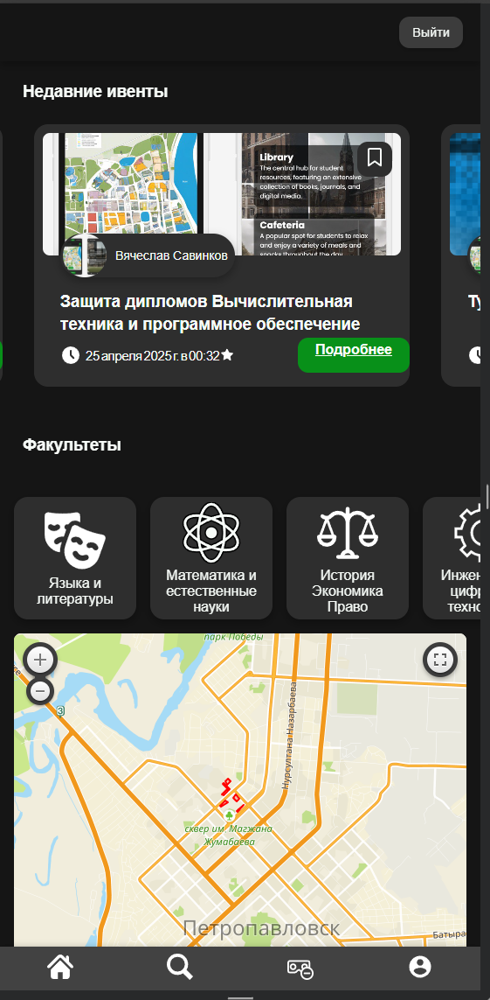 Выйти
Недавние ивенты
Library
The central hub for student
resources, featuring an extensive
collection of books, journals, and
digital media.
Cafeteria
A popular spot for students to relax
and enjoy a variety of meals and
snacks throughout the day
Вячеслав Савинков
Защита дипломов Вычислительная
техника и программное обеспечение
25 апреля 2025 г. в 00:32
Подробнее
Ту
Факультеты
Языка и
литературы
Математика и
естественные
науки
История
Экономика
Право
Инжен
цифр
техно
парк Победы
3
Нурсултана Назарбаева
сквер им. Магжана
Жумабаева
Петропавловск
Батыра